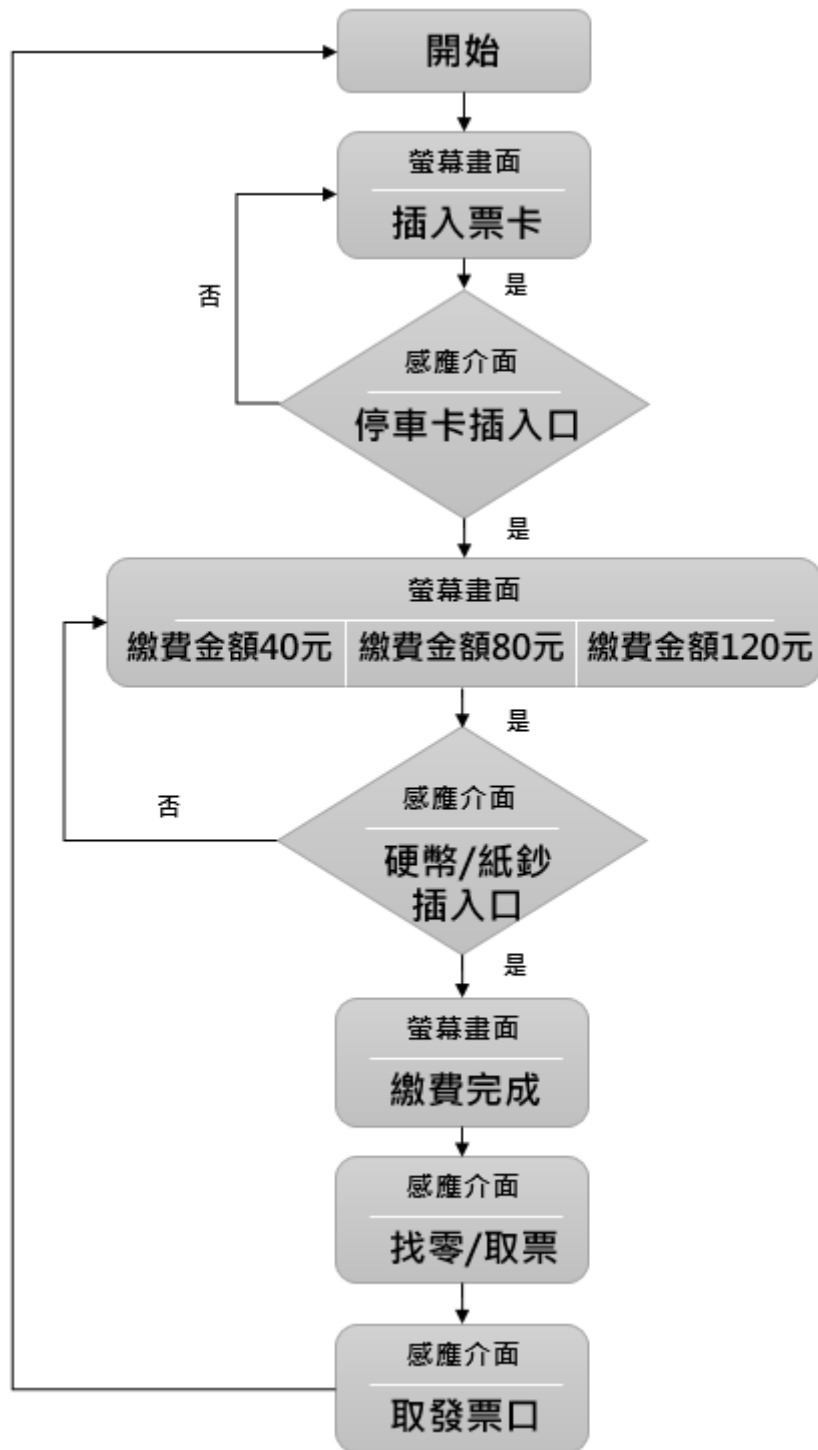 開始
螢幕畫面
插入票卡
是
否
感應介面
停車卡插入口
是
螢幕畫面
繳費金額40元 繳費金額80元 繳費金額120元
是
否
感應介面
硬幣/紙鈔
插入口
是
螢幕畫面
繳費完成
感應介面
找零/取票
感應介面
取發票口